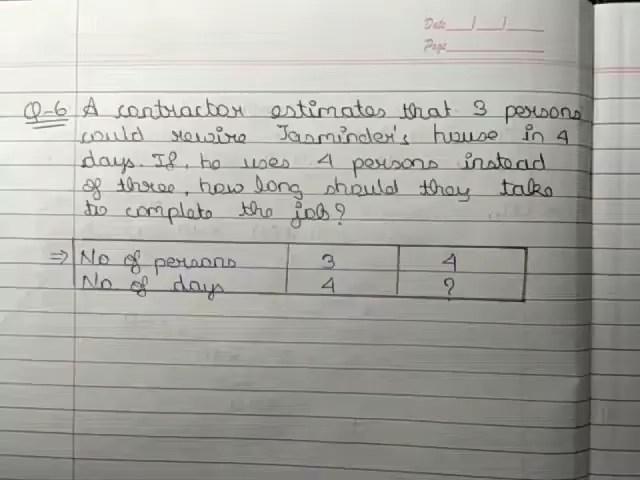 Date / /
Page
Q-6 A contractor estimates that 3 persons
could rewire Jasminder's house in 4
days. If, he uses 4 persons instead
of three, how long should they take
to complete the job?
⇒ No of persons 3 4
No of days 4 ?